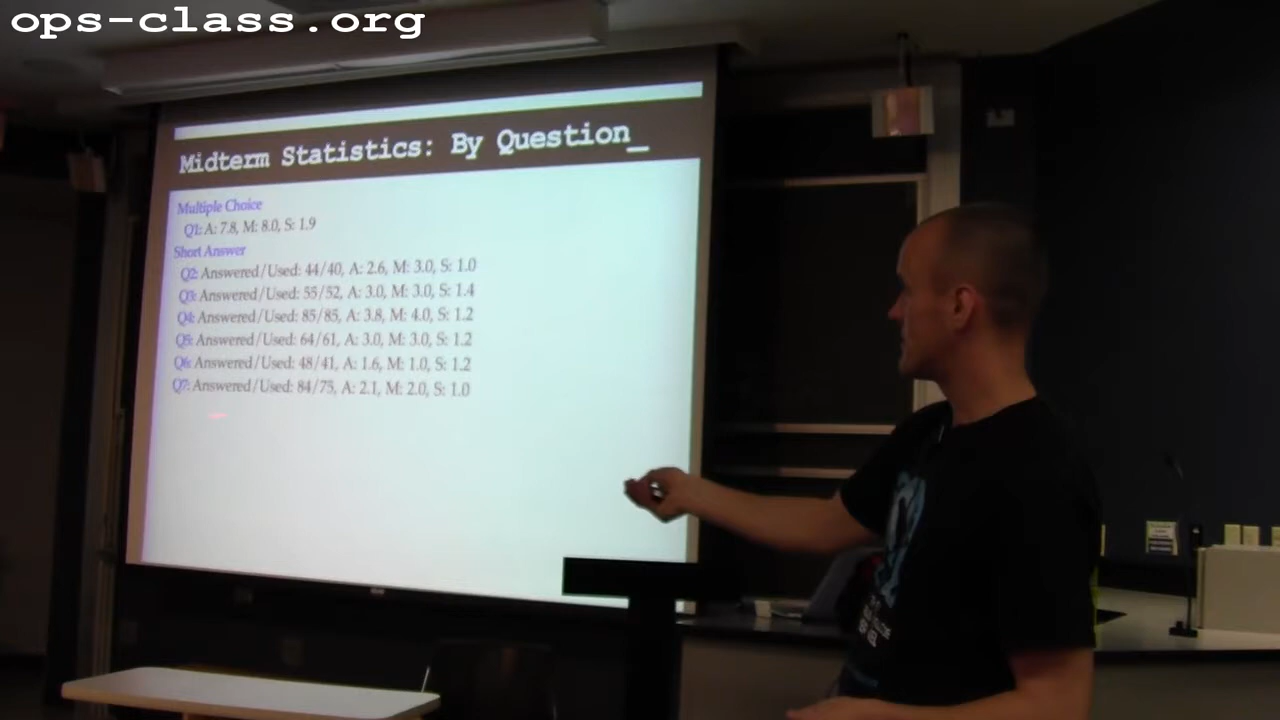 ops-class.org
Midterm Statistics: By Question_
Multiple Choice
Q1: A: 7.8, M: 8.0, S: 1.9
Short Answer
Q2: Answered/Used: 44/40, A: 2.6, M: 3.0, S: 1.0
Q3: Answered/Used: 55/52, A: 3.0, M: 3.0, S: 1.4
Q4: Answered/Used: 85/85, A: 3.8, M: 4.0, S: 1.2
Q5: Answered/Used: 64/61, A: 3.0, M: 3.0, S: 1.2
Q6: Answered/Used: 48/41, A: 1.6, M: 1.0, S: 1.2
Q7: Answered/Used: 84/75, A: 2.1, M: 2.0, S: 1.0